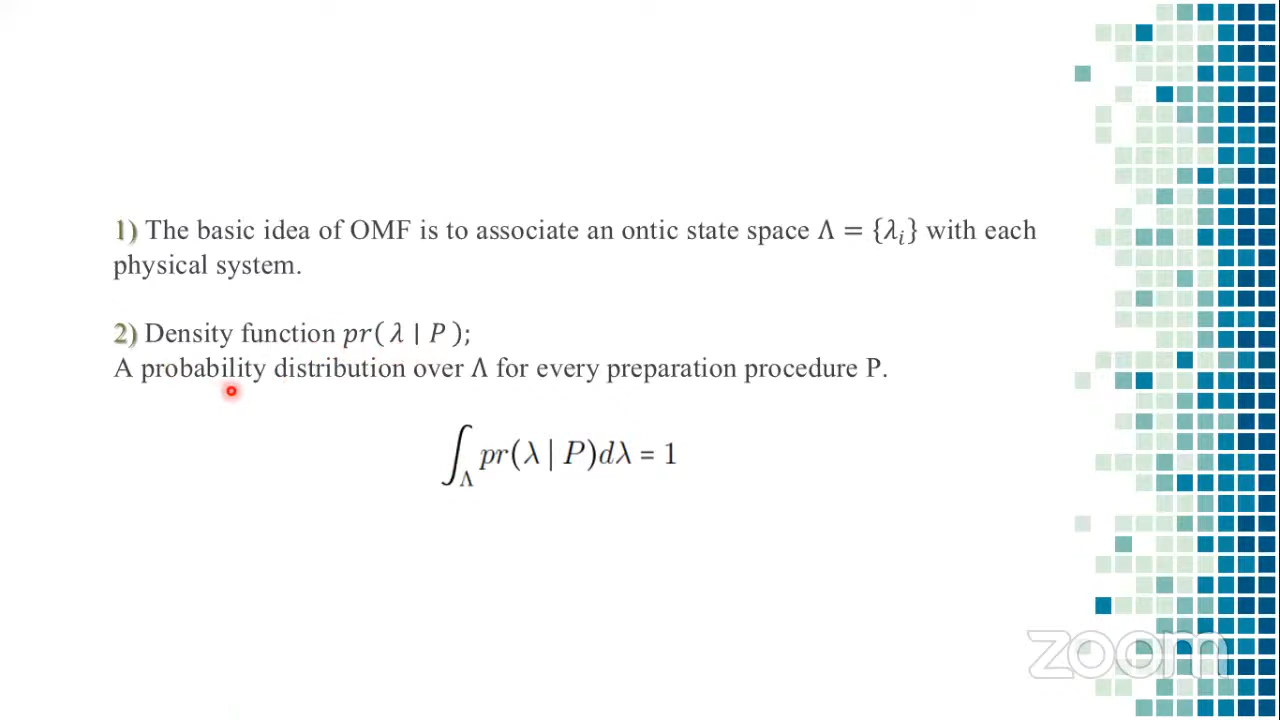 1) The basic idea of OMF is to associate an ontic state space Λ = {λᵢ} with each
physical system.
2) Density function pr( λ | P );
A probability distribution over Λ for every preparation procedure P.
∫_Λ pr(λ | P)dλ = 1
zoom